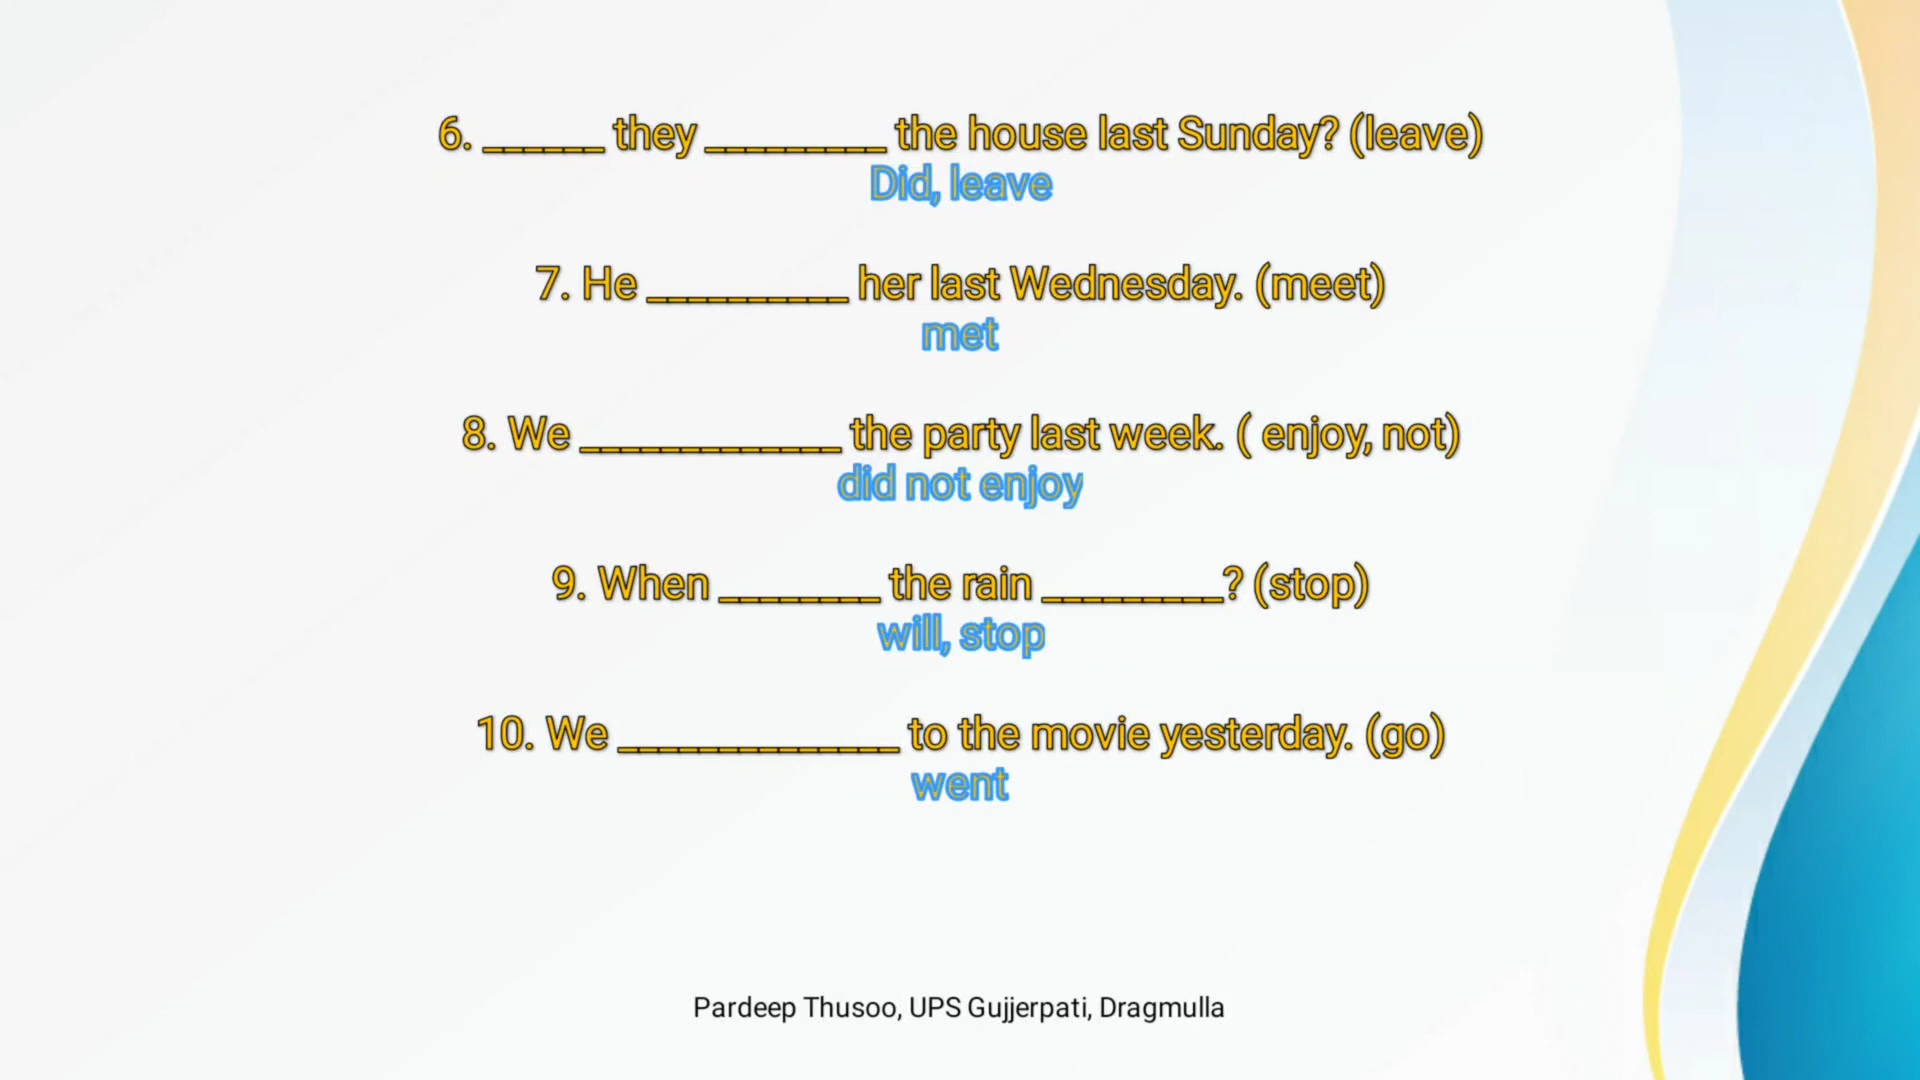 6. ______ they _________ the house last Sunday? (leave)
Did, leave
7. He __________ her last Wednesday. (meet)
met
8. We _____________ the party last week. ( enjoy, not)
did not enjoy
9. When ________ the rain _________? (stop)
will, stop
10. We ______________ to the movie yesterday. (go)
went
Pardeep Thusoo, UPS Gujjerpati, Dragmulla